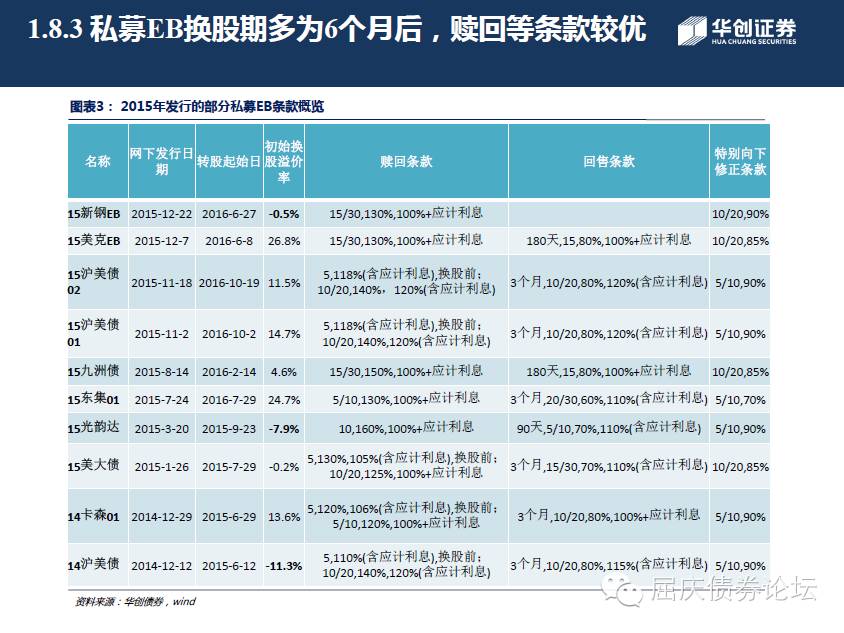 1.8.3 私募EB换股期多为6个月后，赎回等条款较优
华创证券
HUA CHUANG SECURITIES
图表3： 2015年发行的部分私募EB条款概览
名称 网下发行日期 转股起始日 初始换股溢价率 赎回条款 回售条款 特别向下修正条款
15新钢EB 2015-12-22 2016-6-27 -0.5% 15/30,130%,100%+应计利息 10/20,90%
15美克EB 2015-12-7 2016-6-8 26.8% 15/30,130%,100%+应计利息 180天,15,80%,100%+应计利息 10/20,85%
15沪美债02 2015-11-18 2016-10-19 11.5% 5,118%(含应计利息),换股前； 10/20,140%，120%(含应计利息) 3个月,10/20,80%,120%(含应计利息) 5/10,90%
15沪美债01 2015-11-2 2016-10-2 14.7% 5,118%(含应计利息),换股前； 10/20,140%,120%(含应计利息) 3个月,10/20,80%,120%(含应计利息) 5/10,90%
15九洲债 2015-8-14 2016-2-14 4.6% 15/30,150%,100%+应计利息 180天,15,80%,100%+应计利息 10/20,85%
15东集01 2015-7-24 2016-7-29 24.7% 5/10,130%,100%+应计利息 3个月,20/30,60%,110%(含应计利息) 5/10,70%
15光韵达 2015-3-20 2015-9-23 -7.9% 10,160%,100%+应计利息 90天,5/10,70%,110%(含应计利息) 5/10,90%
15美大债 2015-1-26 2015-7-29 -0.2% 5,130%,105%(含应计利息),换股前； 10/20,125%,100%+应计利息 3个月,15/30,70%,110%(含应计利息) 10/20,85%
14卡森01 2014-12-29 2015-6-29 13.6% 5,120%,106%(含应计利息),换股前； 5/10,120%,100%+应计利息 3个月,10/20,80%,100%+应计利息 5/10,90%
14沪美债 2014-12-12 2015-6-12 -11.3% 5,110%(含应计利息),换股前； 10/20,140%,120%(含应计利息) 3个月,10/20,80%,115%(含应计利息) 5/10,90%
资料来源：华创债券，wind
屈庆债券论坛